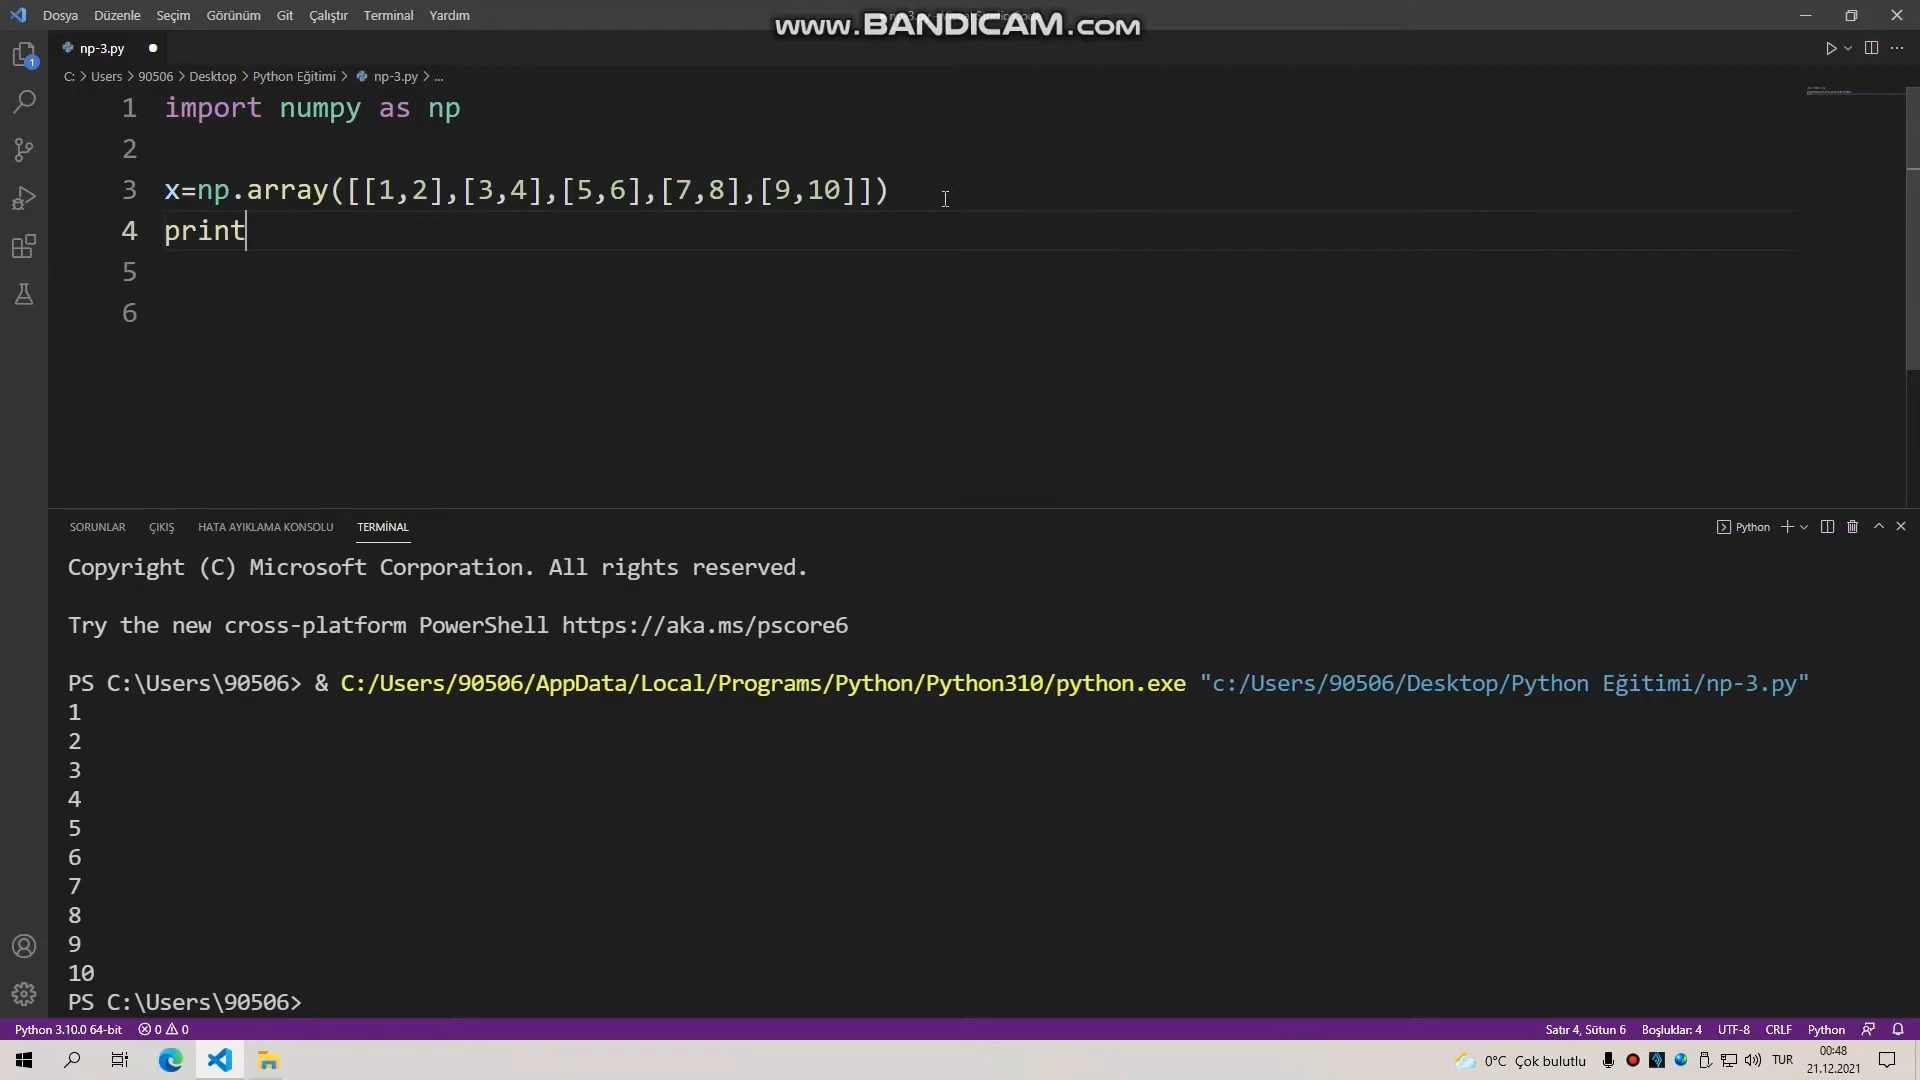 Dosya Düzenle Seçim Görünüm Git Çalıştır Terminal Yardım
www.BANDICAM.com
np-3.py
C: > Users > 90506 > Desktop > Python Eğitimi > np-3.py > ...
1
1 import numpy as np
2
3 x=np.array([[1,2],[3,4],[5,6],[7,8],[9,10]])
4 print
5
6
SORUNLAR ÇIKIŞ HATA AYIKLAMA KONSOLU TERMİNAL Python
Copyright (C) Microsoft Corporation. All rights reserved.
Try the new cross-platform PowerShell https://aka.ms/pscore6
PS C:\Users\90506> & C:/Users/90506/AppData/Local/Programs/Python/Python310/python.exe "c:/Users/90506/Desktop/Python Eğitimi/np-3.py"
1
2
3
4
5
6
7
8
9
10
PS C:\Users\90506>
Python 3.10.0 64-bit 0 0 Satır 4, Sütun 6 Boşluklar: 4 UTF-8 CRLF Python
0°C Çok bulutlu TUR 00:48
21.12.2021